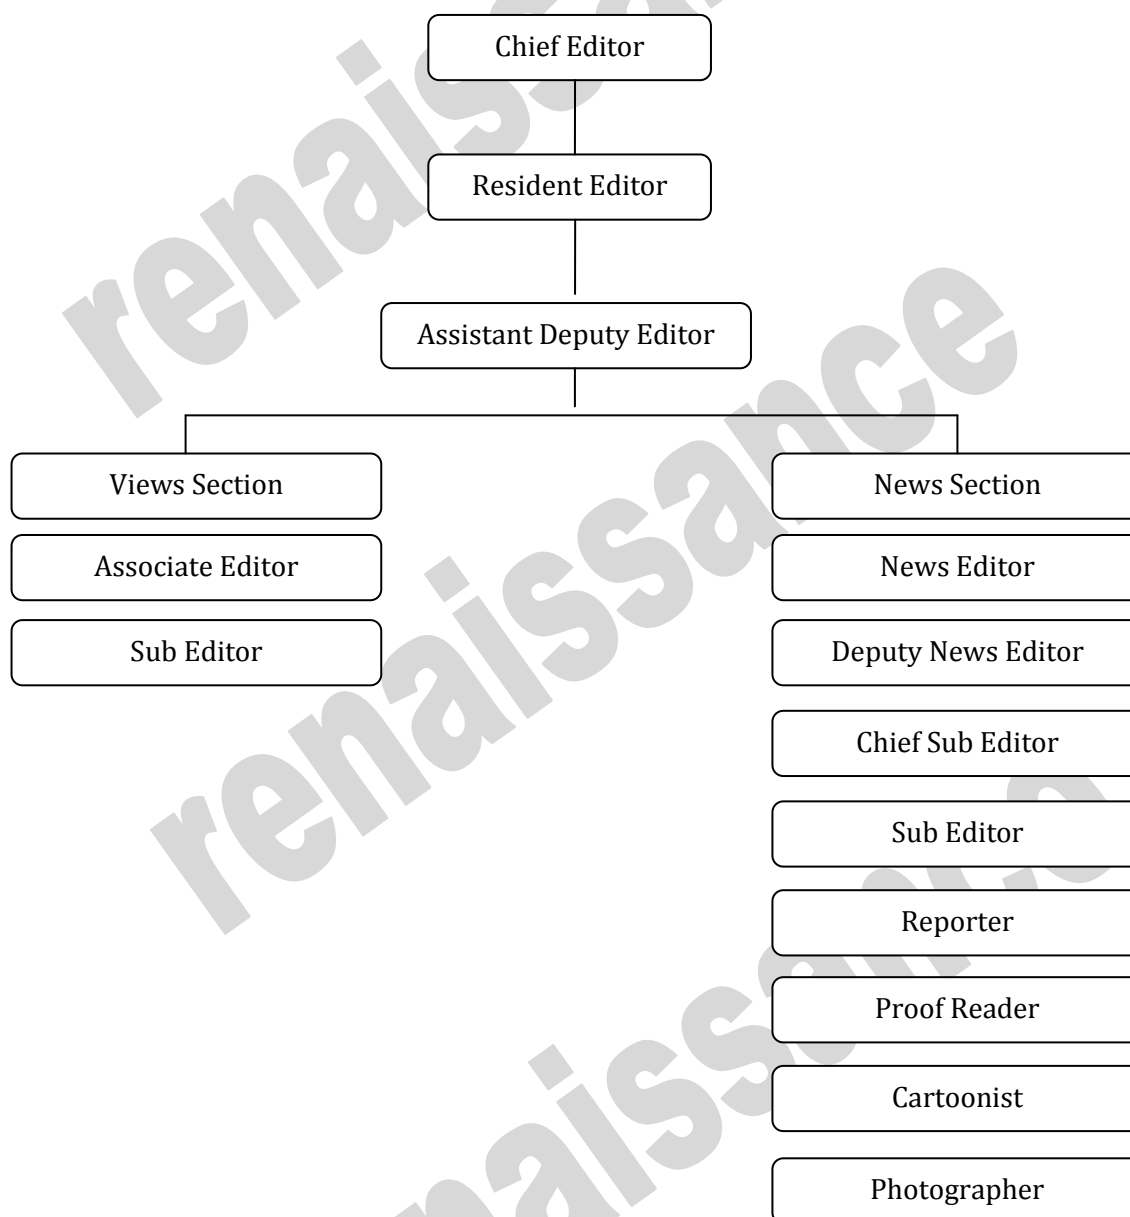 Chief Editor
Resident Editor
Assistant Deputy Editor
Views Section
News Section
Associate Editor
News Editor
Sub Editor
Deputy News Editor
Chief Sub Editor
Sub Editor
Reporter
Proof Reader
Cartoonist
Photographer
renaissance
renaissance
renaissance